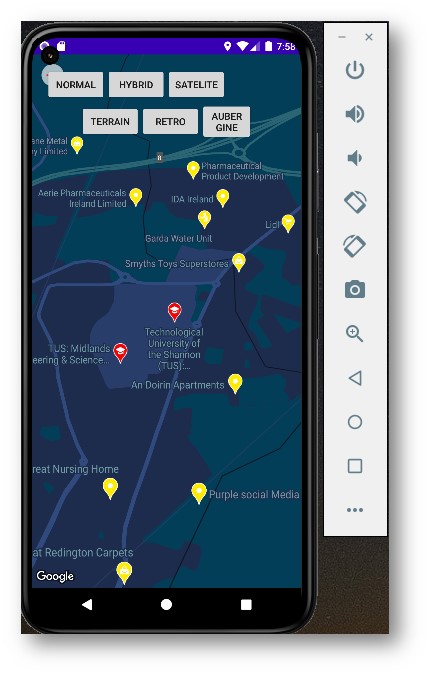 7:58
NORMAL
HYBRID
SATELITE
TERRAIN
RETRO
AUBER
GINE
ane Metal
ry Limited
8
Pharmaceutical
Product Development
Aerie Pharmaceuticals
Ireland Limited
IDA Ireland
Lidl
Garda Water Unit
Smyths Toys Superstores
Technological
University of
the Shannon
(TUS):...
TUS: Midlands
eering & Science...
An Doirin Apartments
reat Nursing Home
Purple social Media
at Redington Carpets
Google